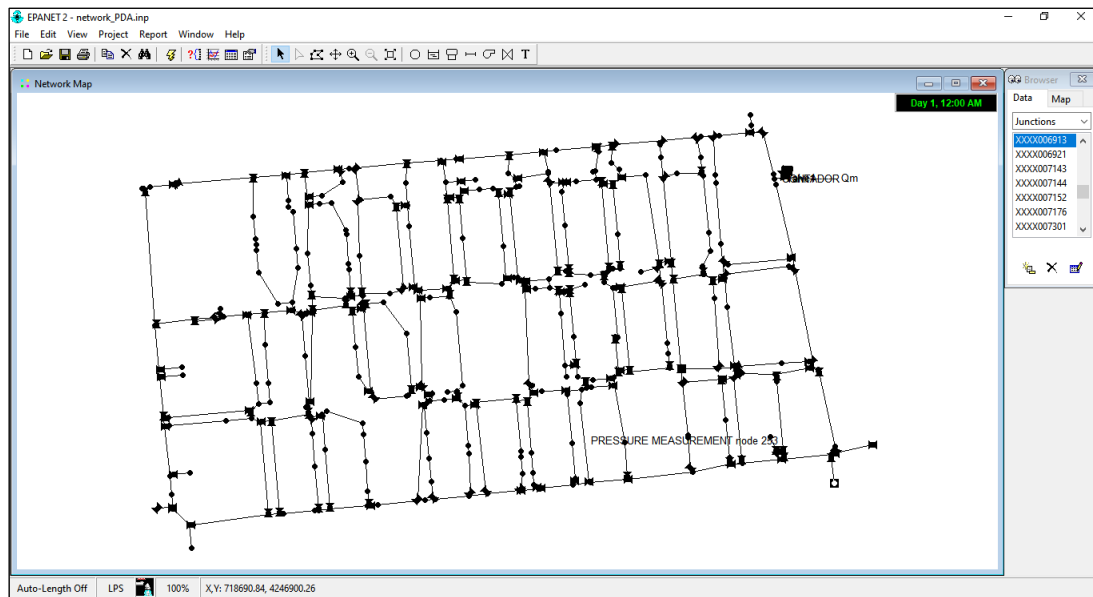 EPANET 2 - network_PDA.inp
File Edit View Project Report Window Help
T
Network Map
Day 1, 12:00 AM
Qm
PRESSURE MEASUREMENT node 253
Browser
Data Map
Junctions
XXXX006913
XXXX006921
XXXX007143
XXXX007144
XXXX007152
XXXX007176
XXXX007301
Auto-Length Off LPS 100% X,Y: 718690.84, 4246900.26